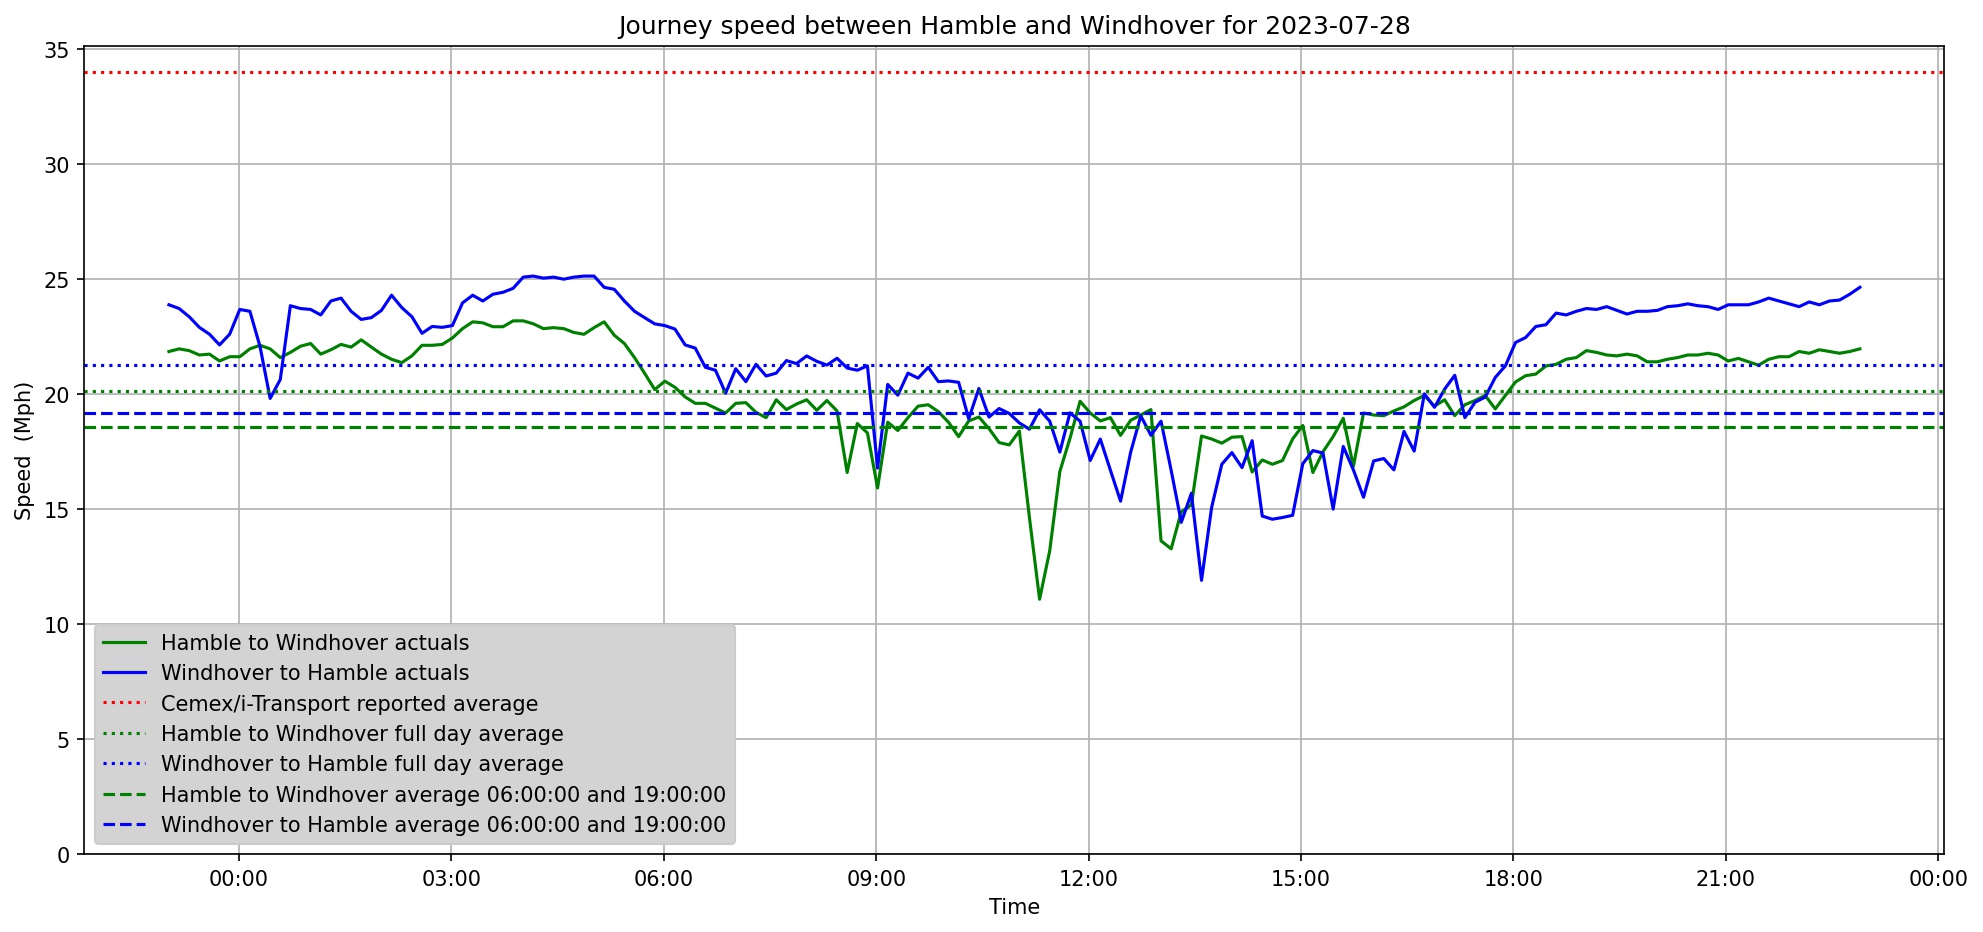 Journey speed between Hamble and Windhover for 2023-07-28
35
30
25
20
15
10
5
0
Speed (Mph)
Hamble to Windhover actuals
Windhover to Hamble actuals
Cemex/i-Transport reported average
Hamble to Windhover full day average
Windhover to Hamble full day average
Hamble to Windhover average 06:00:00 and 19:00:00
Windhover to Hamble average 06:00:00 and 19:00:00
00:00 03:00 06:00 09:00 12:00 15:00 18:00 21:00 00:00
Time